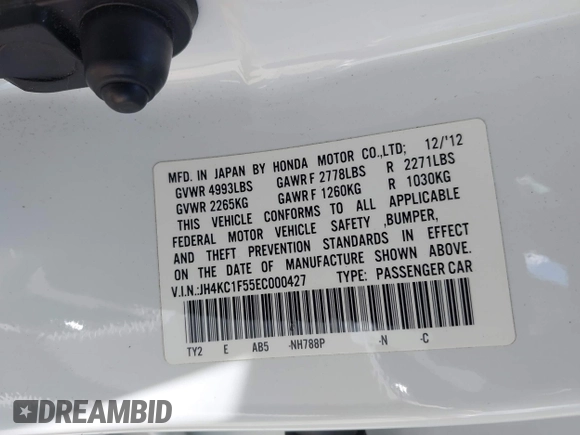 MFD. IN JAPAN BY HONDA MOTOR CO.,LTD; 12/'12
GVWR 4993LBS GAWR F 2778LBS R 2271LBS
GVWR 2265KG GAWR F 1260KG R 1030KG
THIS VEHICLE CONFORMS TO ALL APPLICABLE
FEDERAL MOTOR VEHICLE SAFETY ,BUMPER,
AND THEFT PREVENTION STANDARDS IN EFFECT
ON THE DATE OF MANUFACTURE SHOWN ABOVE.
V.I.N.:JH4KC1F55EC000427 TYPE: PASSENGER CAR
TY2 E AB5 -NH788P -N -C
DREAMBID